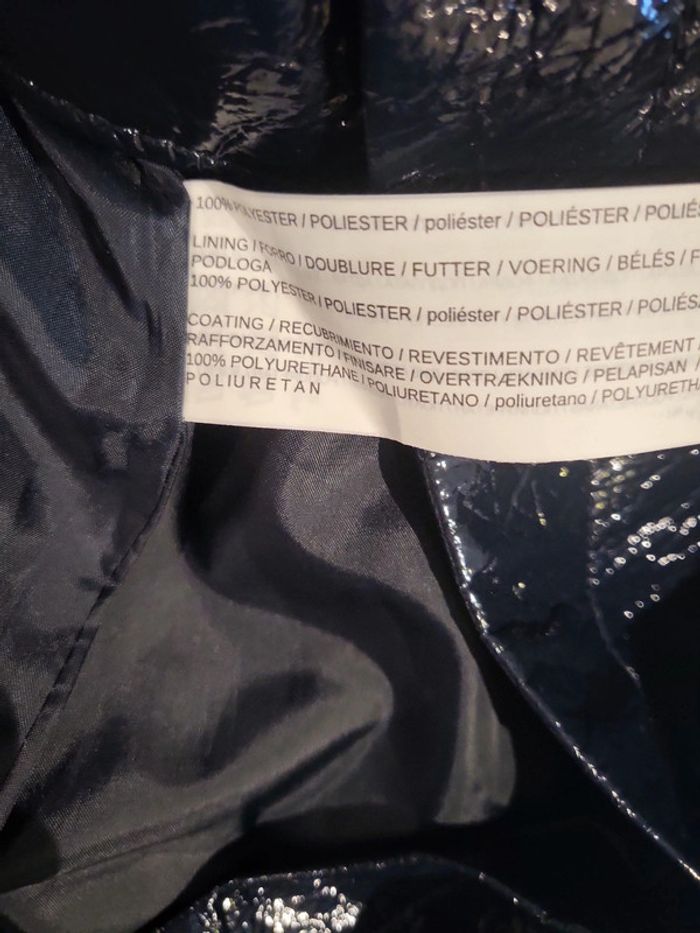 100% POLYESTER / POLIESTER / poliéster / POLIÉSTER / POLIÉS
LINING / FORRO / DOUBLURE / FUTTER / VOERING / BÉLÉS / F
PODLOGA
100% POLYESTER / POLIESTER / poliéster / POLIÉSTER / POLIÉS
COATING / RECUBRIMIENTO / REVESTIMENTO / REVÊTEMENT /
RAFFORZAMENTO / FINISARE / OVERTRÆKNING / PELAPISAN /
100% POLYURETHANE / POLIURETANO / poliuretano / POLYURETH
POLIURETAN